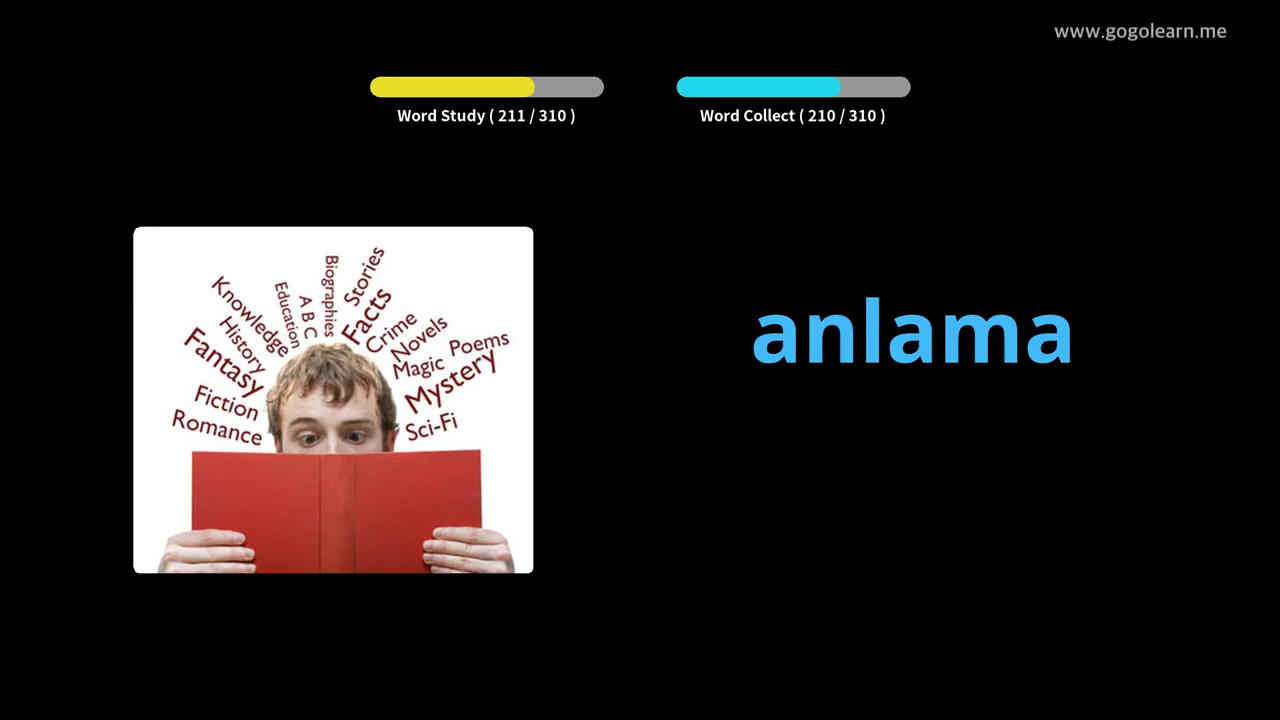 www.gogolearn.me
Word Study ( 211 / 310 )
Word Collect ( 210 / 310 )
Stories
Biographies
Facts
A B C
Education
Knowledge
Crime
History
Novels
Poems
Fantasy
Magic
Mystery
Fiction
Romance
Sci-Fi
anlama